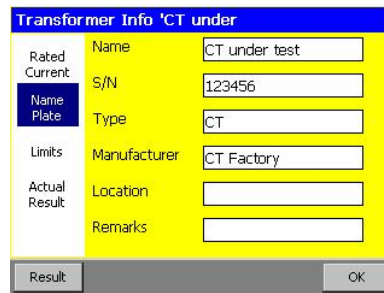 Transformer Info 'CT under
Rated
Current
Name
Plate
Limits
Actual
Result
Name CT under test
S/N 123456
Type CT
Manufacturer CT Factory
Location
Remarks
Result OK